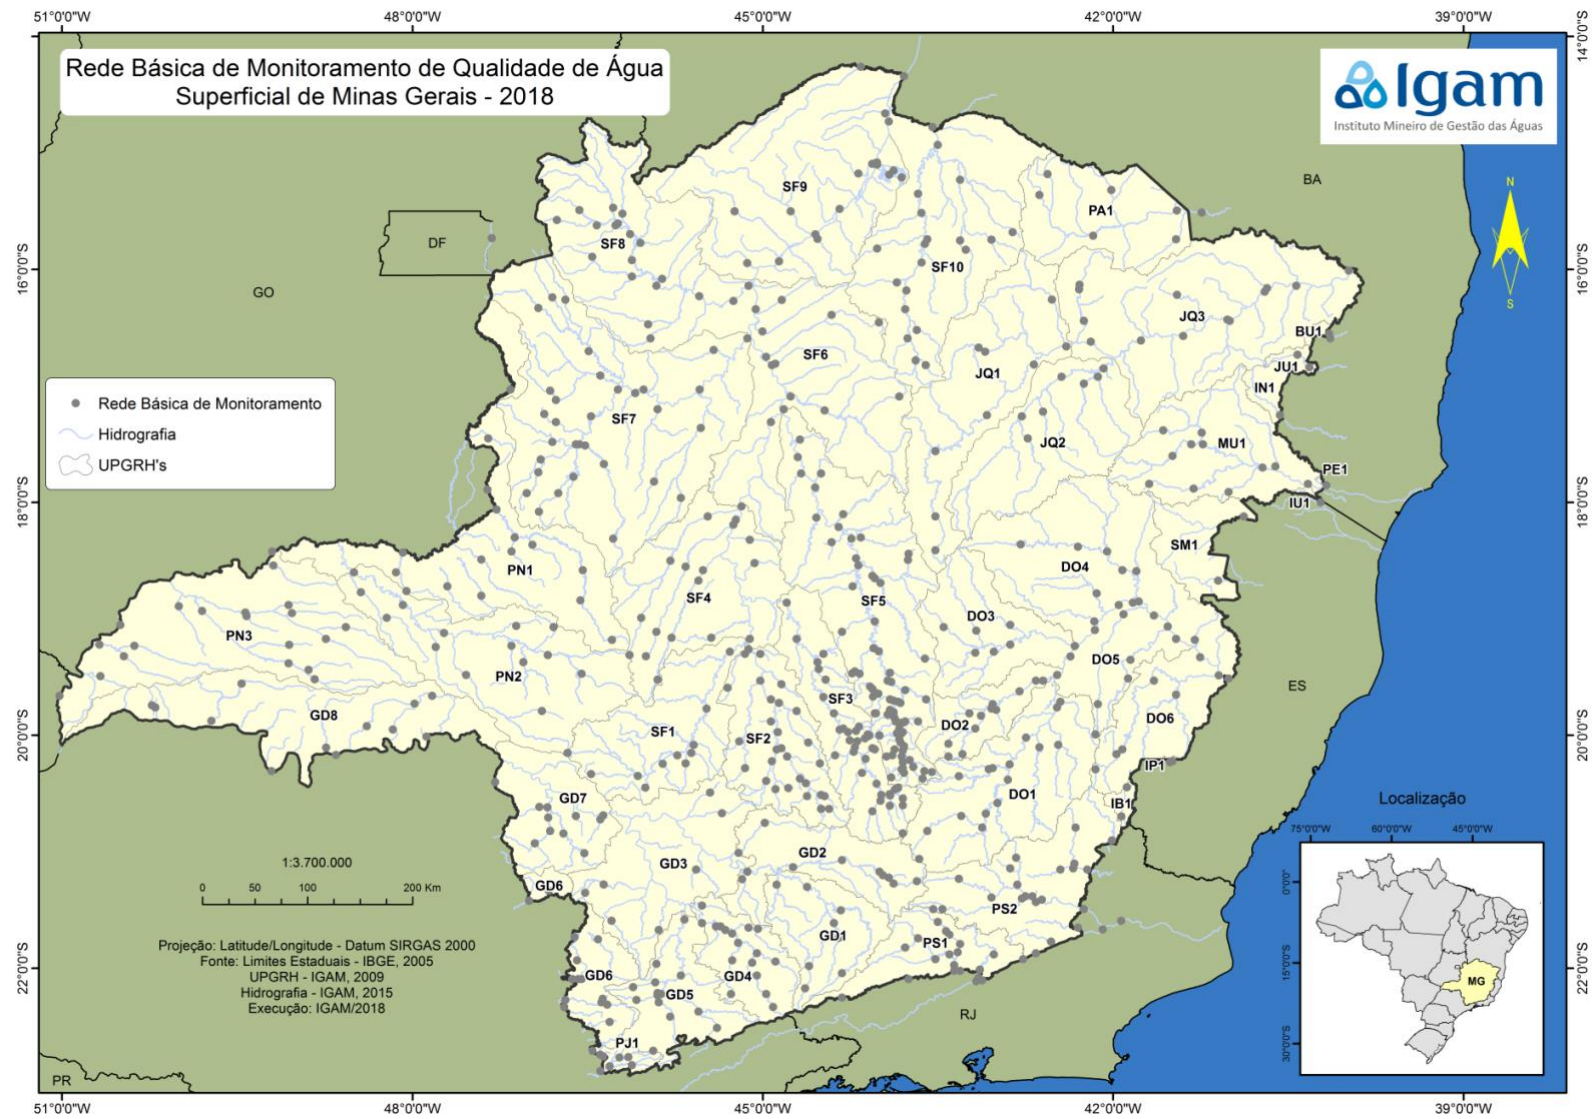 51°0'0"W 48°0'0"W 45°0'0"W 42°0'0"W 39°0'0"W
Rede Básica de Monitoramento de Qualidade de Água
Superficial de Minas Gerais - 2018
Igam
Instituto Mineiro de Gestão das Águas
14°0'0"S
N
S
BA
DF
GO
SF9
PA1
SF8
SF10
16°0'0"S
16°0'0"S
JQ3
BU1
SF6
JU1
JQ1
IN1
Rede Básica de Monitoramento
Hidrografia
UPGRH's
SF7
JQ2
MU1
PE1
IU1
18°0'0"S
18°0'0"S
SM1
PN1
DO4
SF4
SF5
DO3
PN3
DO5
PN2
ES
SF3
DO6
GD8
DO2
SF1
SF2
20°0'0"S
20°0'0"S
IP1
DO1
IB1
GD7
GD2
GD3
GD6
PS2
GD1
PS1
GD6
GD4
GD5
PJ1
RJ
PR
1:3.700.000
0 50 100 200 Km
Projeção: Latitude/Longitude - Datum SIRGAS 2000
Fonte: Limites Estaduais - IBGE, 2005
UPGRH - IGAM, 2009
Hidrografia - IGAM, 2015
Execução: IGAM/2018
22°0'0"S
22°0'0"S
Localização
75°0'0"W 60°0'0"W 45°0'0"W
0°0'0"
15°0'0"S
30°0'0"S
MG
51°0'0"W 48°0'0"W 45°0'0"W 42°0'0"W 39°0'0"W